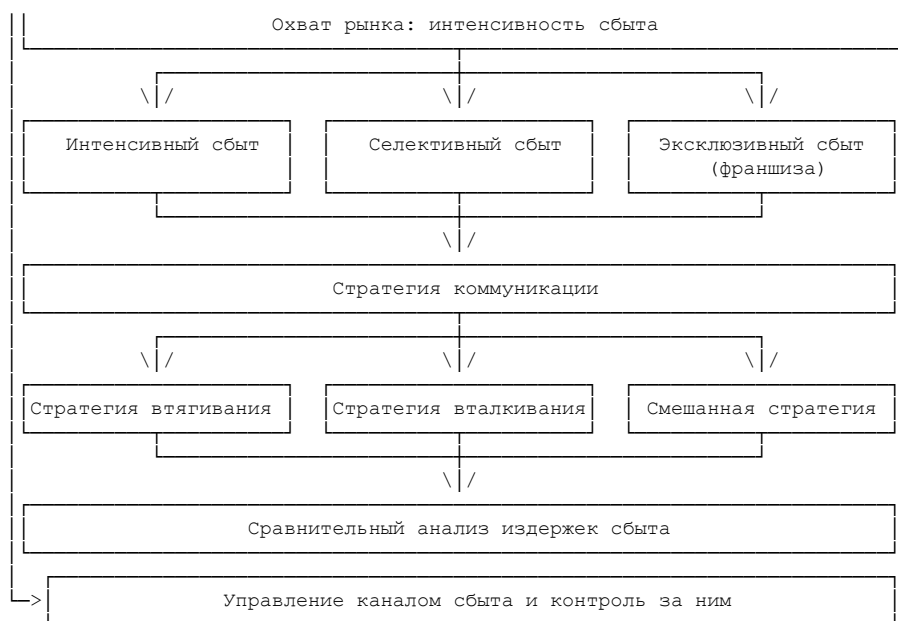 Охват рынка: интенсивность сбыта
Интенсивный сбыт Селективный сбыт Эксклюзивный сбыт
(франшиза)
Стратегия коммуникации
Стратегия втягивания Стратегия вталкивания Смешанная стратегия
Сравнительный анализ издержек сбыта
Управление каналом сбыта и контроль за ним